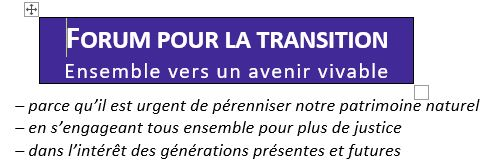 FORUM POUR LA TRANSITION
Ensemble vers un avenir vivable
– parce qu'il est urgent de pérenniser notre patrimoine naturel
– en s'engageant tous ensemble pour plus de justice
– dans l'intérêt des générations présentes et futures